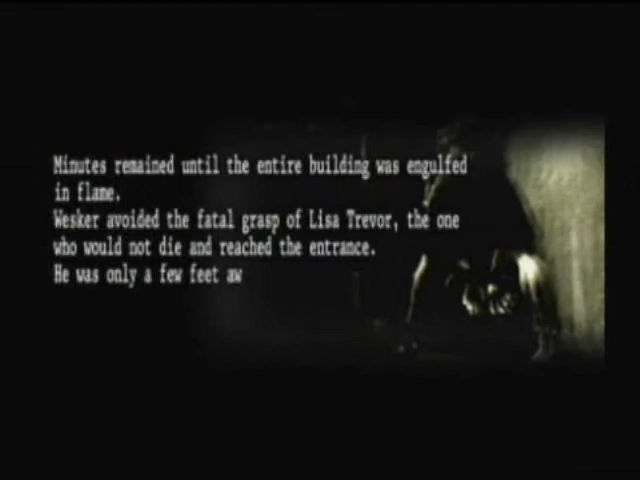 Minutes remained until the entire building was engulfed
in flame.
Wesker avoided the fatal grasp of Lisa Trevor, the one
who would not die and reached the entrance.
He was only a few feet aw